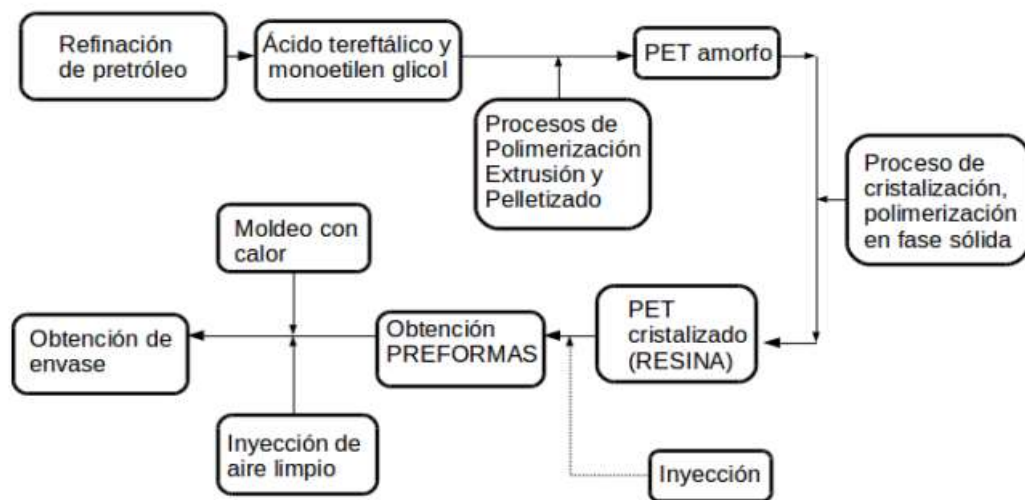 Refinación
de pretróleo
Ácido tereftálico y
monoetilen glicol
PET amorfo
Procesos de
Polimerización
Extrusión y
Pelletizado
Proceso de
cristalización,
polimerización
en fase sólida
Moldeo con
calor
Obtención de
envase
Obtención
PREFORMAS
PET
cristalizado
(RESINA)
Inyección de
aire limpio
Inyección